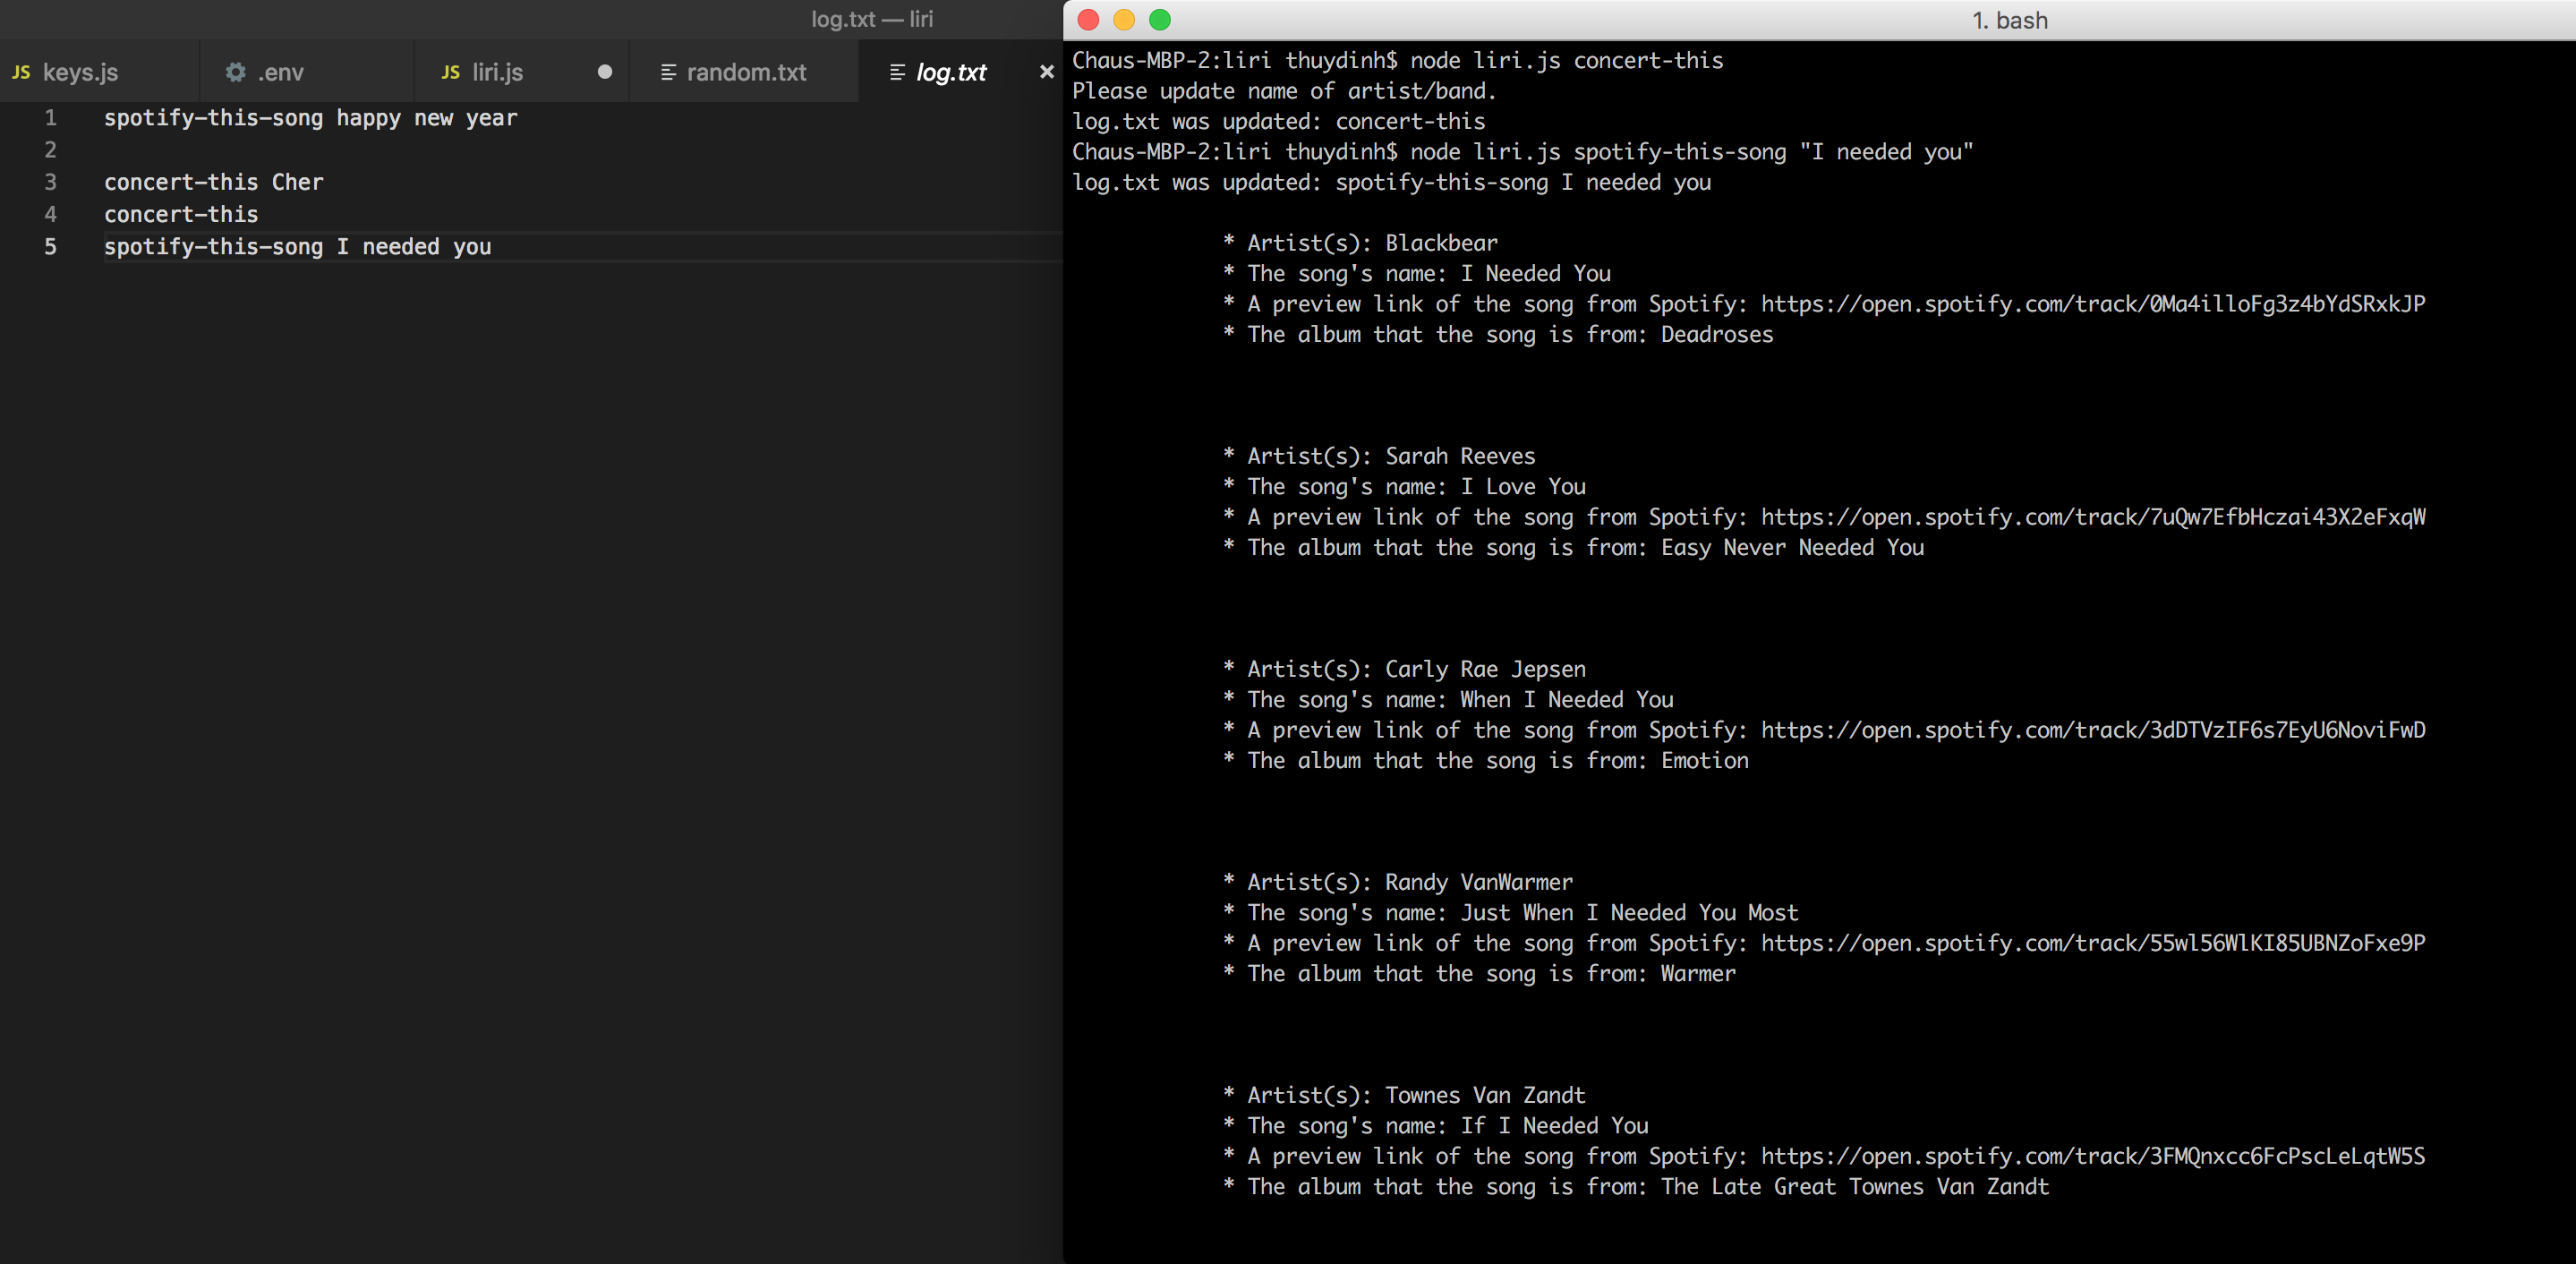 log.txt — liri
JS keys.js
.env
JS liri.js
random.txt
log.txt
1 spotify-this-song happy new year
2
3 concert-this Cher
4 concert-this
5 spotify-this-song I needed you
1. bash
Chaus-MBP-2:liri thuydinh$ node liri.js concert-this
Please update name of artist/band.
log.txt was updated: concert-this
Chaus-MBP-2:liri thuydinh$ node liri.js spotify-this-song "I needed you"
log.txt was updated: spotify-this-song I needed you
* Artist(s): Blackbear
* The song's name: I Needed You
* A preview link of the song from Spotify: https://open.spotify.com/track/0Ma4illoFg3z4bYdSRxkJP
* The album that the song is from: Deadroses
* Artist(s): Sarah Reeves
* The song's name: I Love You
* A preview link of the song from Spotify: https://open.spotify.com/track/7uQw7EfbHczai43X2eFxqW
* The album that the song is from: Easy Never Needed You
* Artist(s): Carly Rae Jepsen
* The song's name: When I Needed You
* A preview link of the song from Spotify: https://open.spotify.com/track/3dDTVzIF6s7EyU6NoviFwD
* The album that the song is from: Emotion
* Artist(s): Randy VanWarmer
* The song's name: Just When I Needed You Most
* A preview link of the song from Spotify: https://open.spotify.com/track/55wl56WlKI85UBNZoFxe9P
* The album that the song is from: Warmer
* Artist(s): Townes Van Zandt
* The song's name: If I Needed You
* A preview link of the song from Spotify: https://open.spotify.com/track/3FMQnxcc6FcPscLeLqtW5S
* The album that the song is from: The Late Great Townes Van Zandt